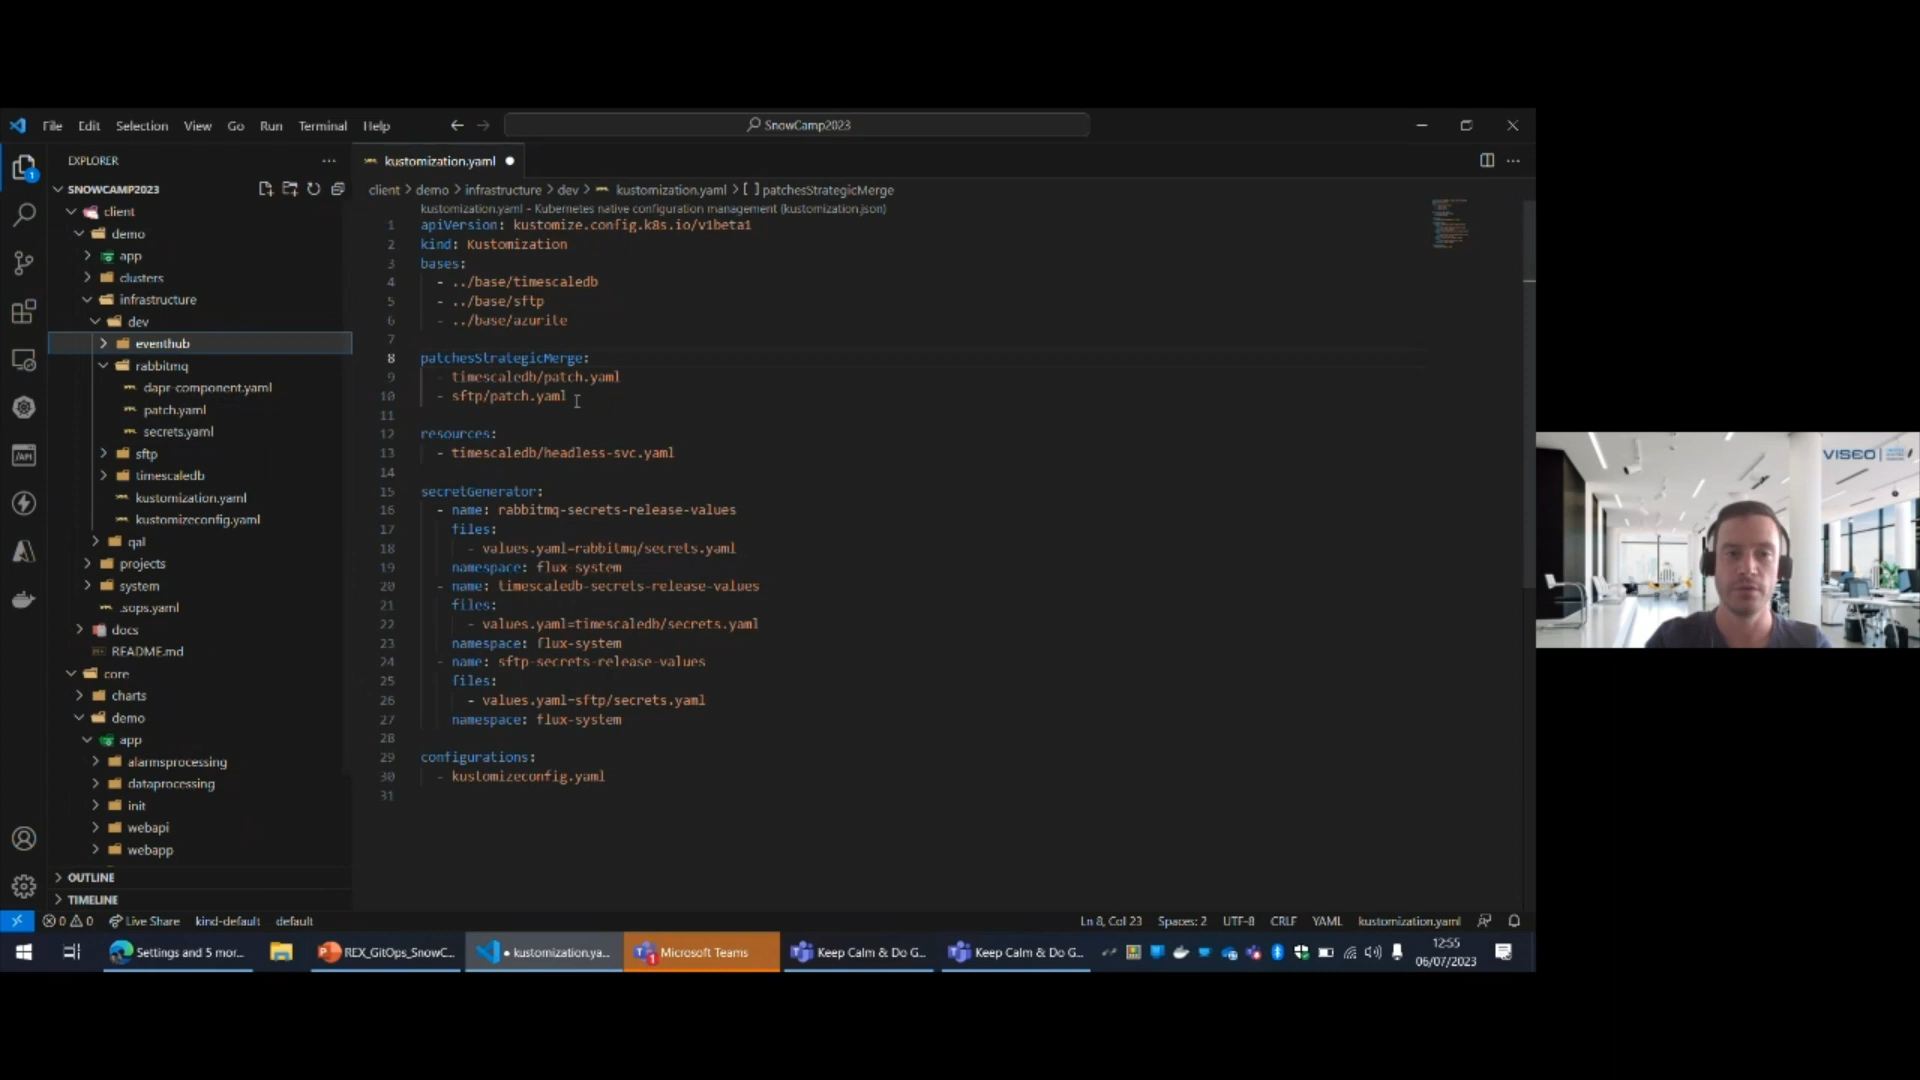 File Edit Selection View Go Run Terminal Help
SnowCamp2023
EXPLORER
kustomization.yaml
SNOWCAMP2023
client > demo > infrastructure > dev > kustomization.yaml > [ ] patchesStrategicMerge
client
demo
app
clusters
infrastructure
dev
eventhub
rabbitmq
dapr-component.yaml
patch.yaml
secrets.yaml
sftp
timescaledb
kustomization.yaml
kustomizeconfig.yaml
qal
projects
system
.sops.yaml
docs
README.md
core
charts
demo
app
alarmsprocessing
dataprocessing
init
webapi
webapp
OUTLINE
TIMELINE
kustomization.yaml - Kubernetes native configuration management (kustomization.json)
1 apiVersion: kustomize.config.k8s.io/v1beta1
2 kind: Kustomization
3 bases:
4 - ../base/timescaledb
5 - ../base/sftp
6 - ../base/azurite
7
8 patchesStrategicMerge:
9 - timescaledb/patch.yaml
10 - sftp/patch.yaml
11
12 resources:
13 - timescaledb/headless-svc.yaml
14
15 secretGenerator:
16 - name: rabbitmq-secrets-release-values
17 files:
18 - values.yaml=rabbitmq/secrets.yaml
19 namespace: flux-system
20 - name: timescaledb-secrets-release-values
21 files:
22 - values.yaml=timescaledb/secrets.yaml
23 namespace: flux-system
24 - name: sftp-secrets-release-values
25 files:
26 - values.yaml=sftp/secrets.yaml
27 namespace: flux-system
28
29 configurations:
30 - kustomizeconfig.yaml
31
VISEO
0 0 Live Share kind-default default
Ln 8, Col 23 Spaces: 2 UTF-8 CRLF YAML kustomization.yaml
Settings and 5 mor...
REX_GitOps_SnowC...
• kustomization.ya...
1 Microsoft Teams
Keep Calm & Do G...
Keep Calm & Do G...
12:55
06/07/2023